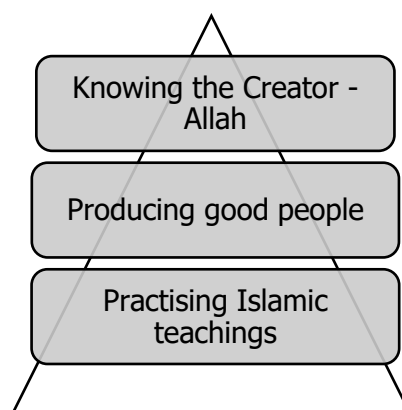 Knowing the Creator -
Allah
Producing good people
Practising Islamic
teachings